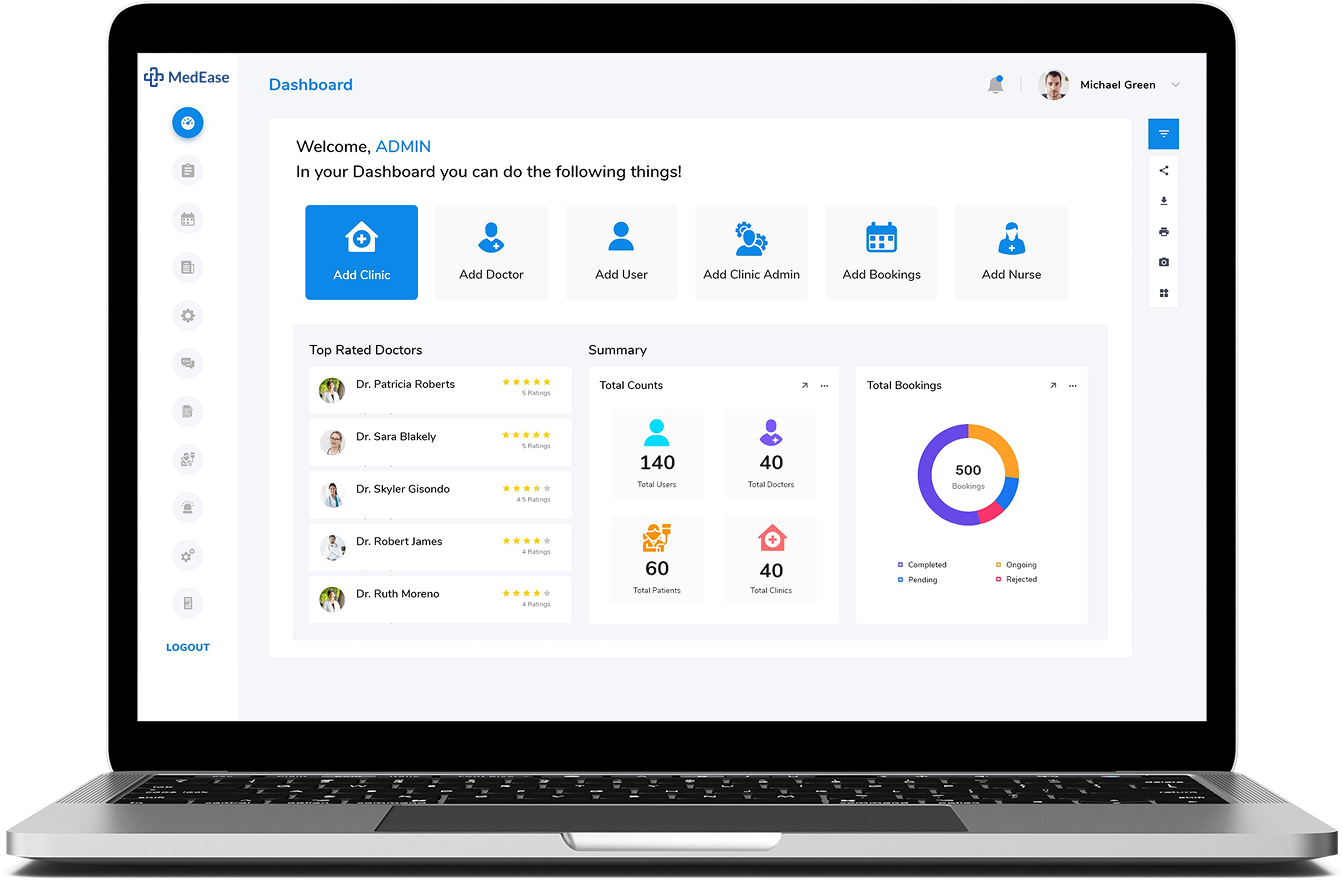 MedEase
Dashboard
Michael Green
Welcome, ADMIN
In your Dashboard you can do the following things!
Add Clinic
Add Doctor
Add User
Add Clinic Admin
Add Bookings
Add Nurse
Top Rated Doctors
Dr. Patricia Roberts
5 Ratings
Dr. Sara Blakely
5 Ratings
Dr. Skyler Gisondo
4.5 Ratings
Dr. Robert James
4 Ratings
Dr. Ruth Moreno
4 Ratings
Summary
Total Counts
140
Total Users
40
Total Doctors
60
Total Patients
40
Total Clinics
Total Bookings
500
Bookings
Completed
Ongoing
Pending
Rejected
LOGOUT